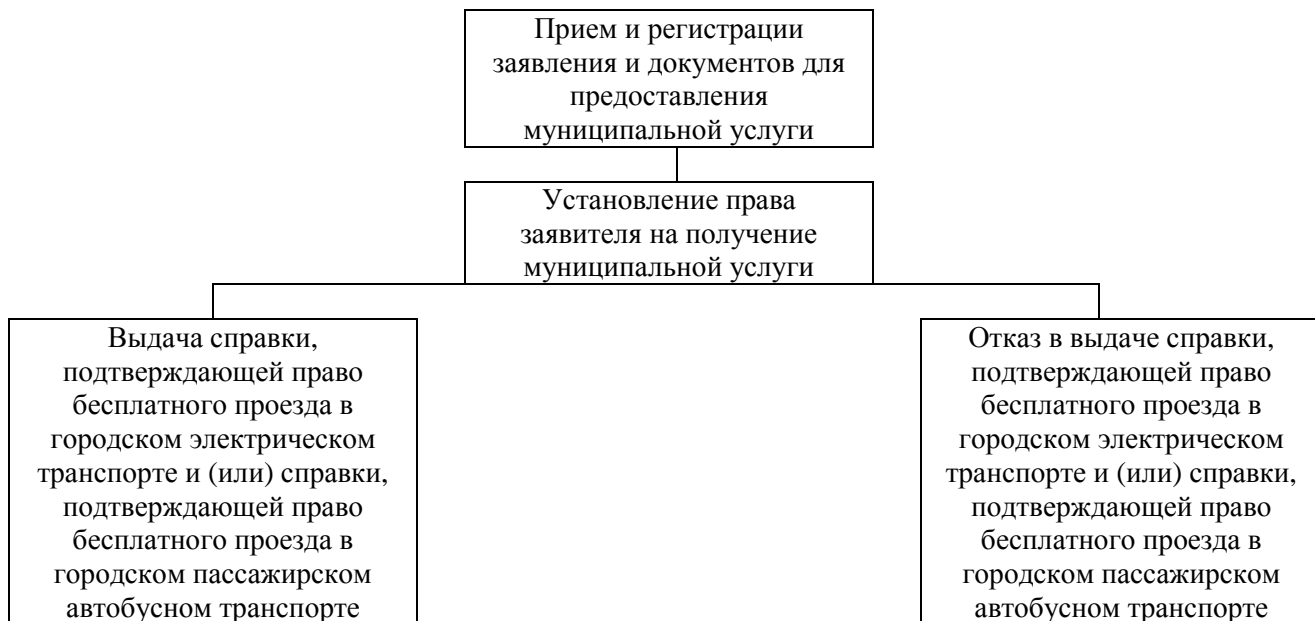 Прием и регистрации
заявления и документов для
предоставления
муниципальной услуги
Установление права
заявителя на получение
муниципальной услуги
Выдача справки,
подтверждающей право
бесплатного проезда в
городском электрическом
транспорте и (или) справки,
подтверждающей право
бесплатного проезда в
городском пассажирском
автобусном транспорте
Отказ в выдаче справки,
подтверждающей право
бесплатного проезда в
городском электрическом
транспорте и (или) справки,
подтверждающей право
бесплатного проезда в
городском пассажирском
автобусном транспорте